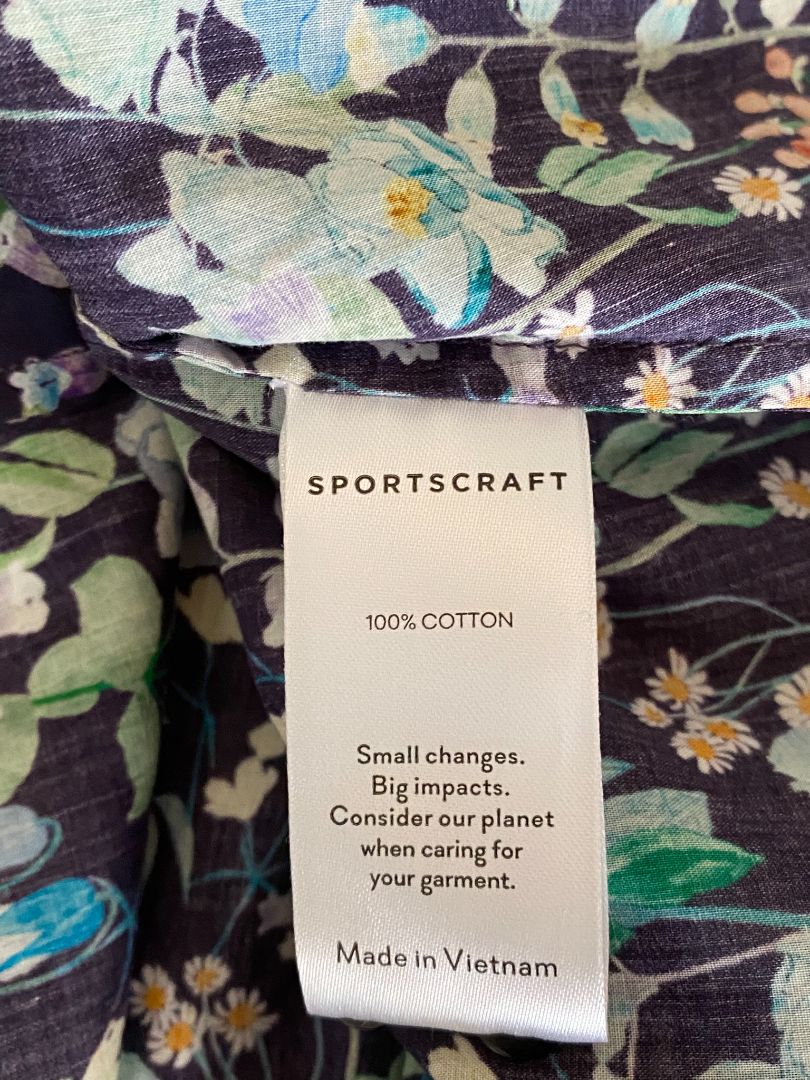 SPORTSCRAFT
100% COTTON
Small changes.
Big impacts.
Consider our planet
when caring for
your garment.
Made in Vietnam